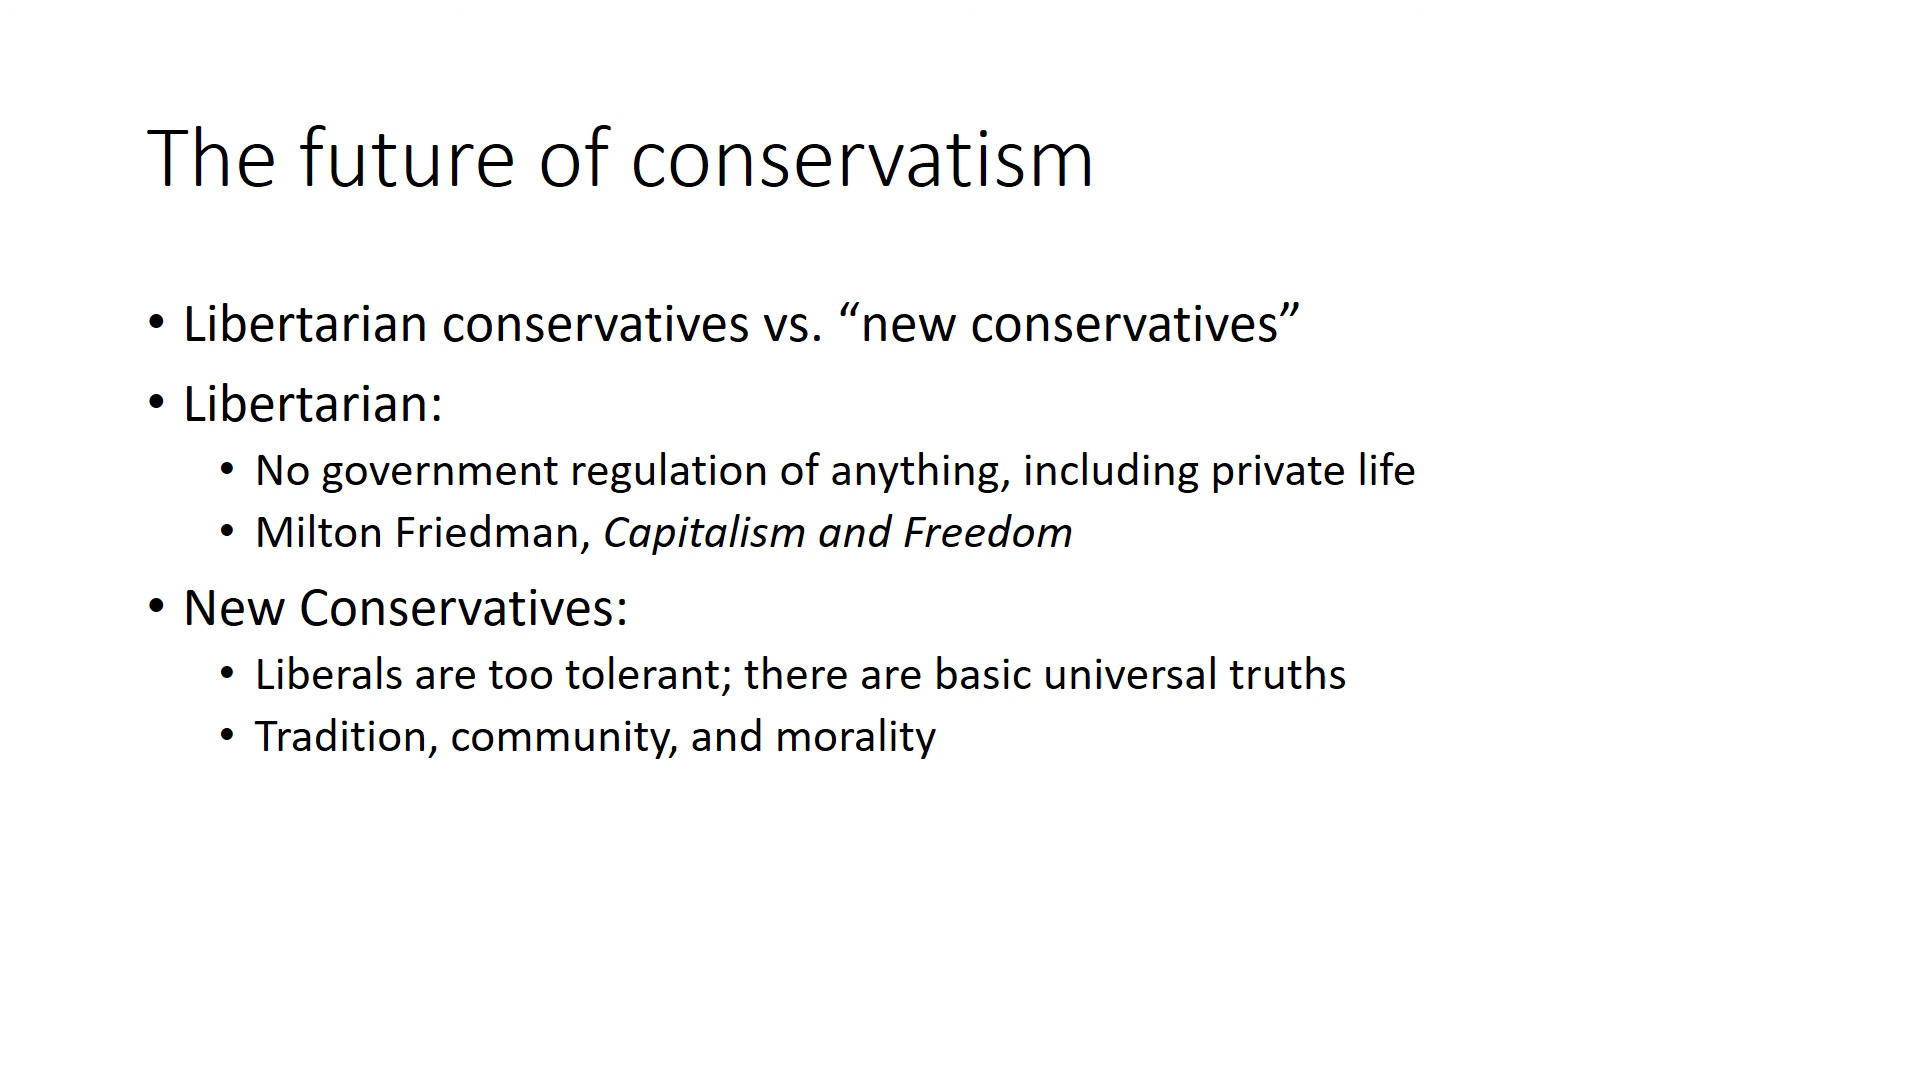 The future of conservatism
• Libertarian conservatives vs. “new conservatives”
• Libertarian:
• No government regulation of anything, including private life
• Milton Friedman, Capitalism and Freedom
• New Conservatives:
• Liberals are too tolerant; there are basic universal truths
• Tradition, community, and morality